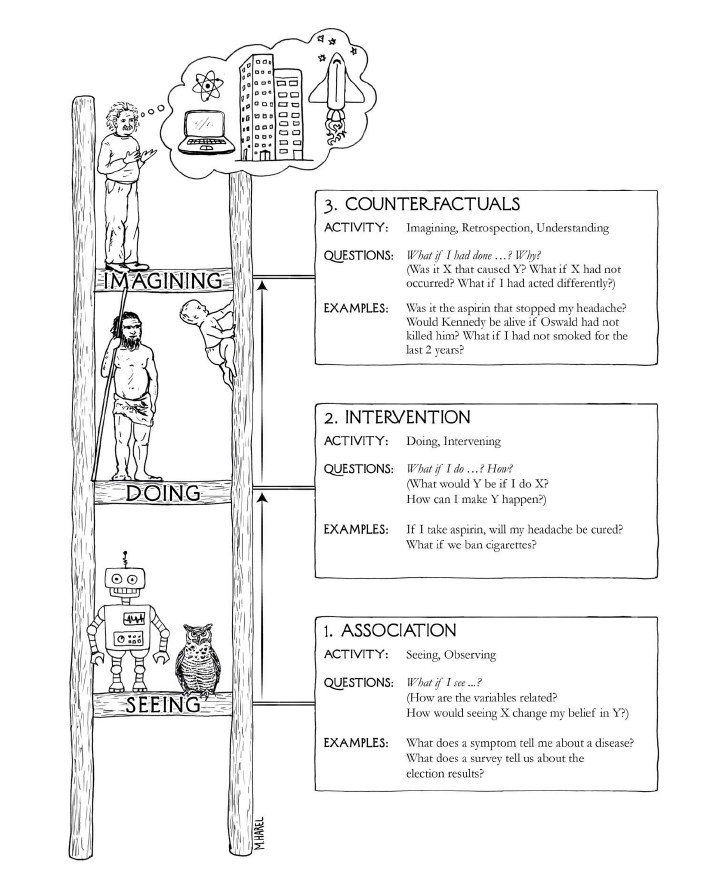 IMAGINING
DOING
SEEING
3. COUNTERFACTUALS
ACTIVITY: Imagining, Retrospection, Understanding
QUESTIONS: What if I had done …? Why?
(Was it X that caused Y? What if X had not
occurred? What if I had acted differently?)
EXAMPLES: Was it the aspirin that stopped my headache?
Would Kennedy be alive if Oswald had not
killed him? What if I had not smoked for the
last 2 years?
2. INTERVENTION
ACTIVITY: Doing, Intervening
QUESTIONS: What if I do …? How?
(What would Y be if I do X?
How can I make Y happen?)
EXAMPLES: If I take aspirin, will my headache be cured?
What if we ban cigarettes?
1. ASSOCIATION
ACTIVITY: Seeing, Observing
QUESTIONS: What if I see ...?
(How are the variables related?
How would seeing X change my belief in Y?)
EXAMPLES: What does a symptom tell me about a disease?
What does a survey tell us about the
election results?
M.HAREL